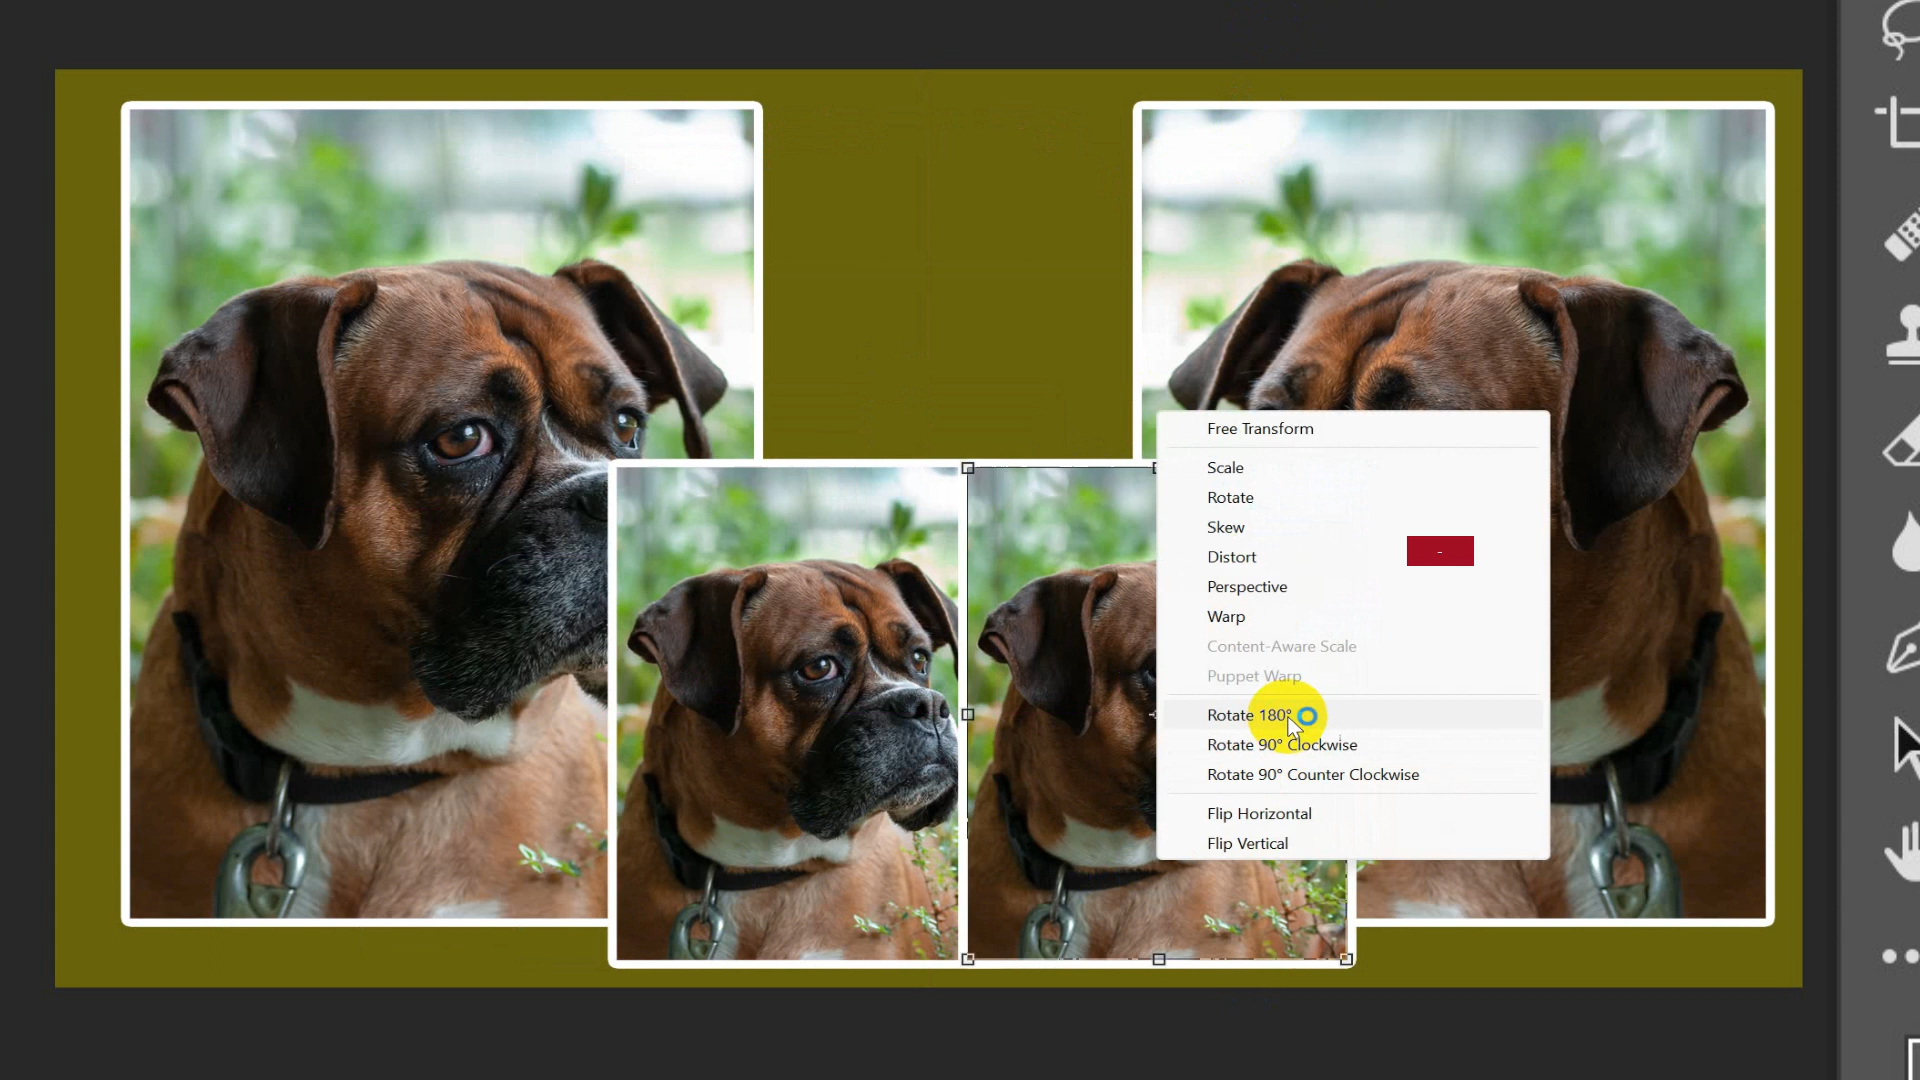 Free Transform
Scale
Rotate
Skew
Distort
-
Perspective
Warp
Content-Aware Scale
Puppet Warp
Rotate 180°
Rotate 90° Clockwise
Rotate 90° Counter Clockwise
Flip Horizontal
Flip Vertical